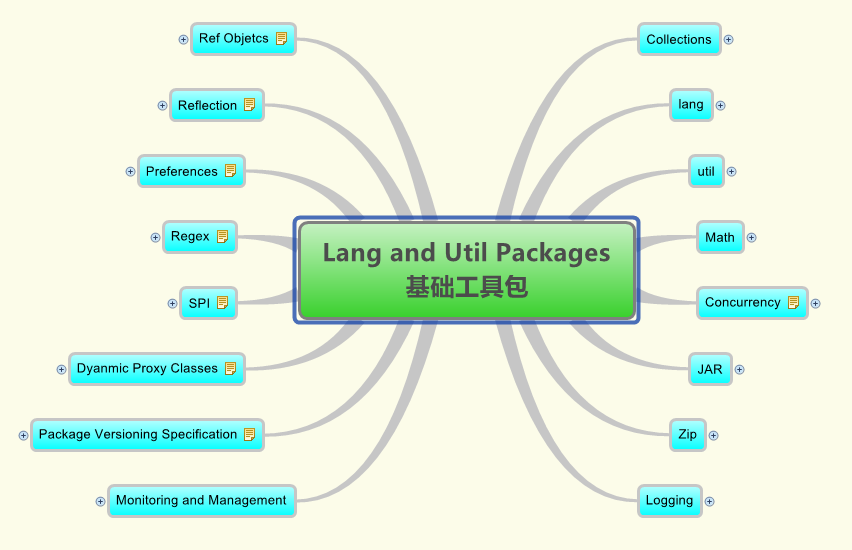 Lang and Util Packages
基础工具包
Ref Objetcs
Reflection
Preferences
Regex
SPI
Dyanmic Proxy Classes
Package Versioning Specification
Monitoring and Management
Collections
lang
util
Math
Concurrency
JAR
Zip
Logging